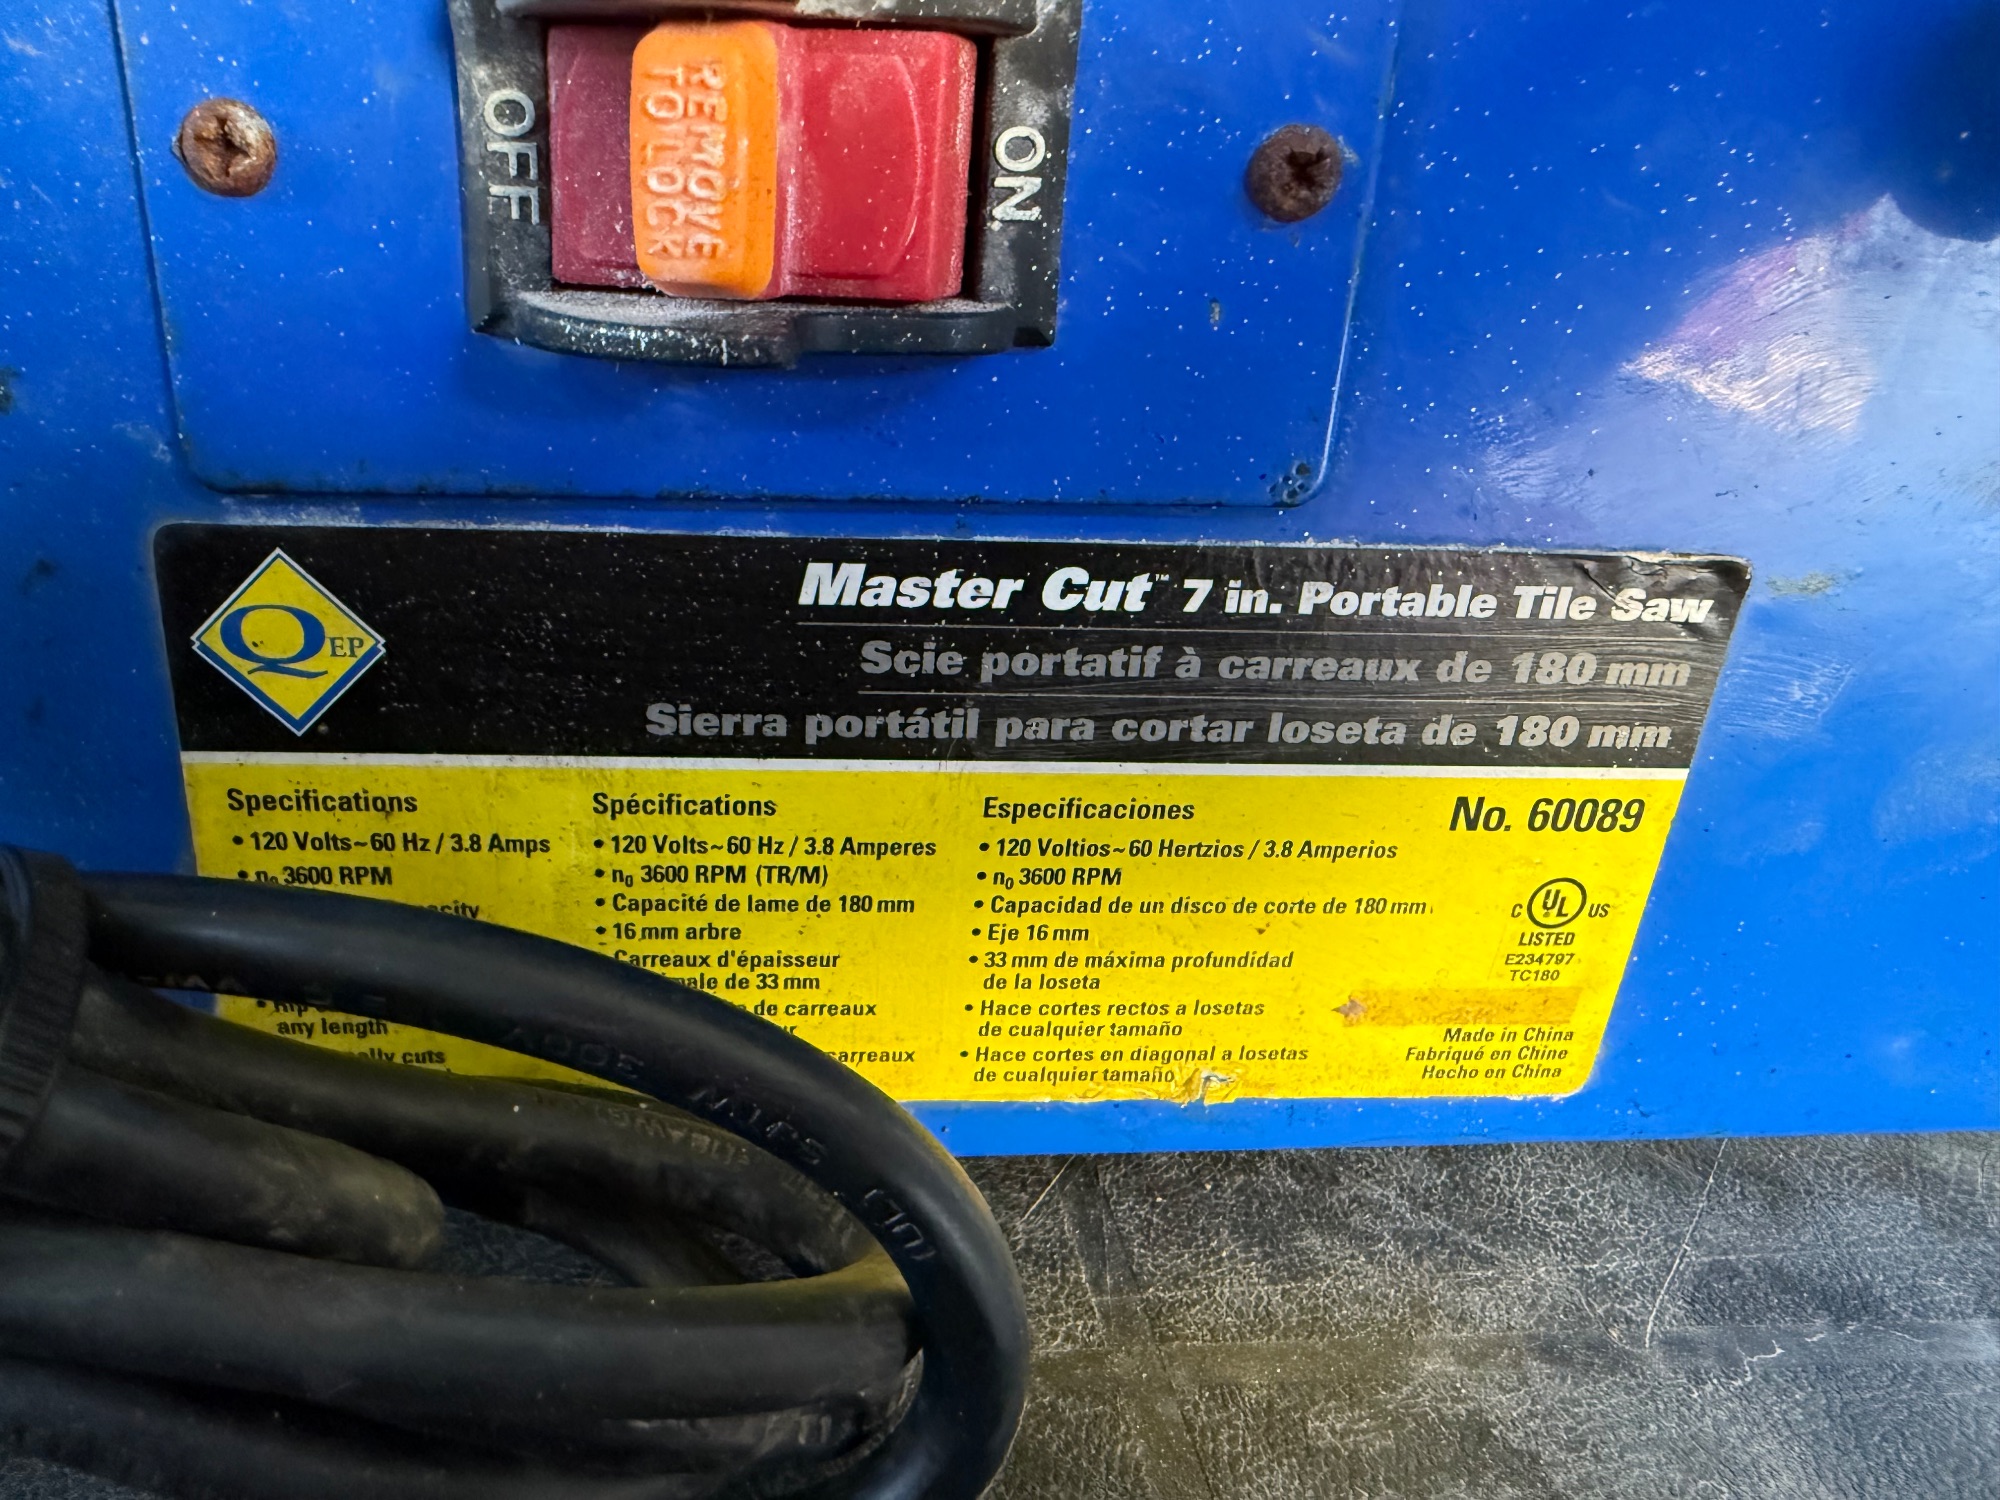 OFF
REMOVE
TO LOCK
ON
QEP
Master Cut™ 7 in. Portable Tile Saw
Scie portatif à carreaux de 180 mm
Sierra portátil para cortar loseta de 180 mm
No. 60089
Specifications
• 120 Volts~60 Hz / 3.8 Amps
• n₀ 3600 RPM
any length
cuts
Spécifications
• 120 Volts~60 Hz / 3.8 Amperes
• n₀ 3600 RPM (TR/M)
• Capacité de lame de 180 mm
• 16 mm arbre
Carreaux d'épaisseur
de 33 mm
de carreaux
carreaux
Especificaciones
• 120 Voltios~60 Hertzios / 3.8 Amperios
• n₀ 3600 RPM
• Capacidad de un disco de corte de 180 mm
• Eje 16 mm
• 33 mm de máxima profundidad
de la loseta
• Hace cortes rectos a losetas
de cualquier tamaño
• Hace cortes en diagonal a losetas
de cualquier tamaño
C UL US
LISTED
E234797
TC180
Made in China
Fabriqué en Chine
Hecho en China